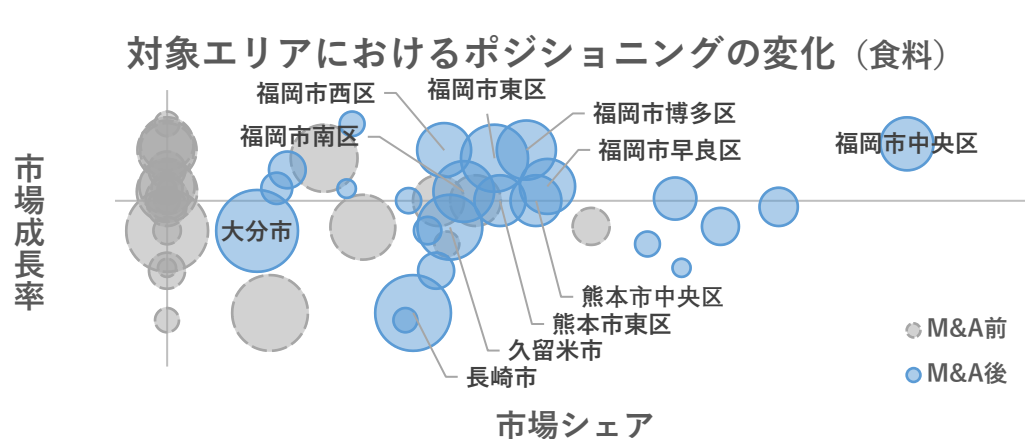 対象エリアにおけるポジショニングの変化（食料）
福岡市西区
福岡市東区
福岡市博多区
福岡市南区
福岡市早良区
福岡市中央区
市場成長率
大分市
熊本市中央区
熊本市東区
久留米市
長崎市
M&A前
M&A後
市場シェア